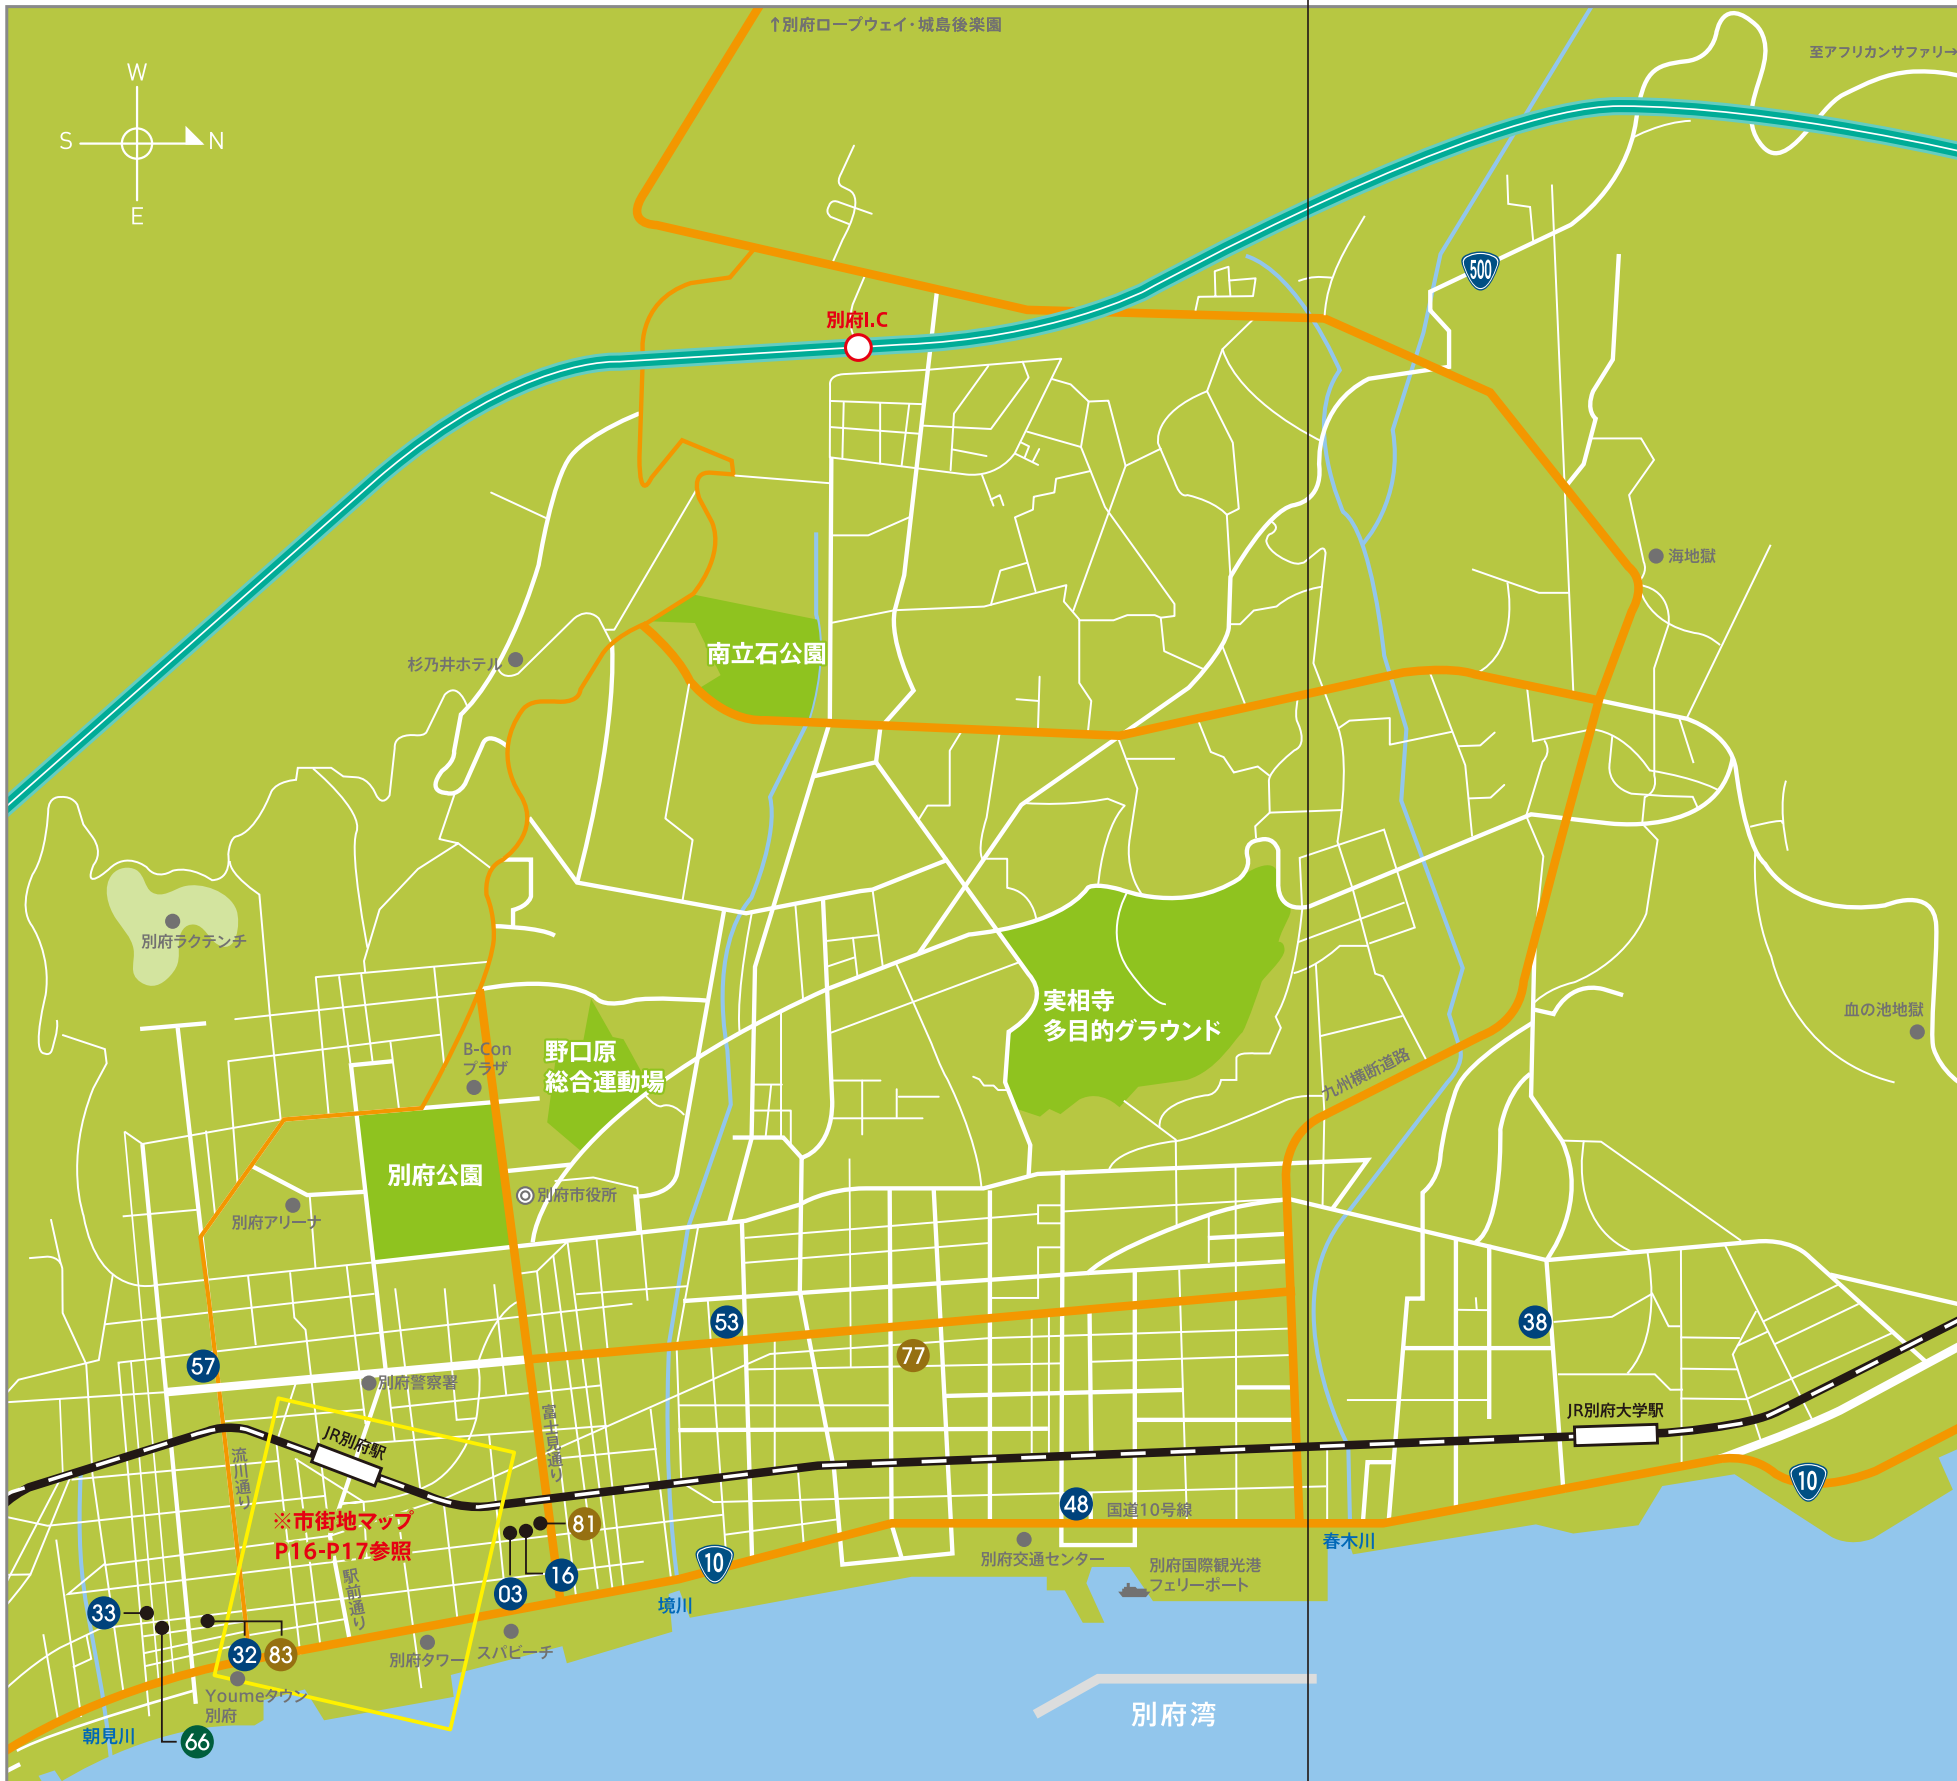 ↑別府ロープウェイ・城島後楽園
至アフリカンサファリ→
W
S
N
E
500
別府I.C
海地獄
杉乃井ホテル
南立石公園
別府ラクテンチ
実相寺
多目的グラウンド
血の池地獄
B-Con
プラザ
野口原
総合運動場
九州横断道路
別府公園
別府市役所
別府アリーナ
53
38
57
77
別府警察署
富士見通り
JR別府大学駅
JR別府駅
流川通り
10
48
国道10号線
※市街地マップ
P16-P17参照
81
春木川
別府交通センター
別府国際観光港
フェリーポート
10
16
03
駅前通り
境川
33
32
83
スパビーチ
別府タワー
Youmeタウン
別府
別府湾
朝見川
66